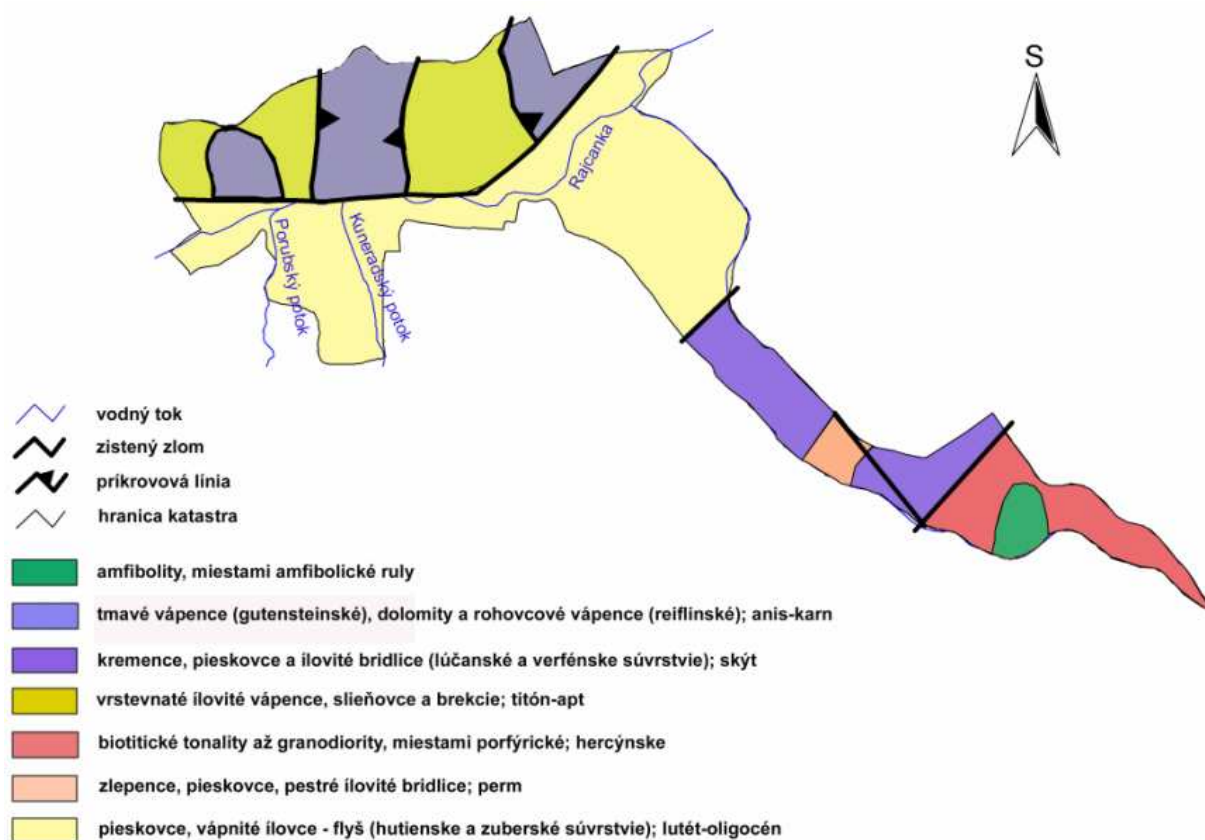 S
Rajcanka
Porubský potok
Kuneradský potok
vodný tok
zistený zlom
príkrovová línia
hranica katastra
amfibolity, miestami amfibolické ruly
tmavé vápence (gutensteinské), dolomity a rohovcové vápence (reiflinské); anis-karn
kremence, pieskovce a ílovité bridlice (lúčanské a verfénske súvrstvie); skýt
vrstevnaté ílovité vápence, slieňovce a brekcie; titón-apt
biotitické tonality až granodiority, miestami porfýrické; hercýnske
zlepence, pieskovce, pestré ílovité bridlice; perm
pieskovce, vápnité ílovce - flyš (hutienske a zuberské súvrstvie); lutét-oligocén